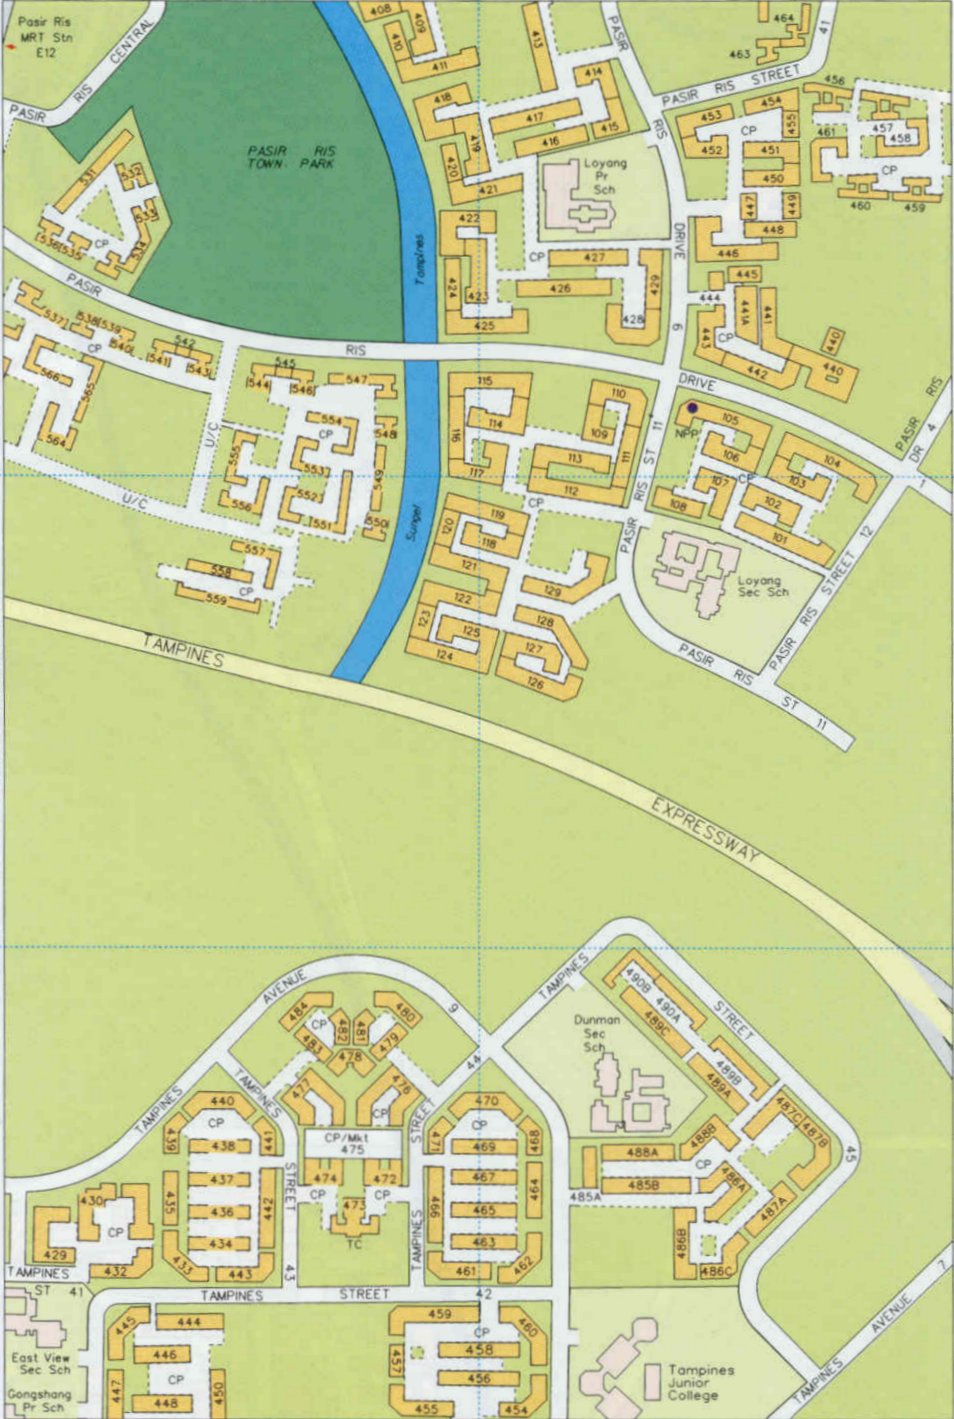 Pasir Ris
MRT Stn
E12
PASIR RIS CENTRAL
PASIR RIS
TOWN PARK
408
409
410
411
413
414
415
416
417
418
419
420
421
PASIR RIS DRIVE 6
PASIR RIS STREET 41
464
463
456
453
454
455
452
CP
451
450
461
457
458
CP
460
459
447
449
448
446
Loyang
Pr
Sch
531
532
533
534
CP
536
535
422
423
424
425
CP
427
426
429
428
Tampines
444
445
443
CP
441A
441
442
440
440
PASIR RIS DRIVE
PASIR RIS DR 4
537
538
539
540
CP
541
542
543
566
565
564
U/C
U/C
545
544
546
547
554
CP
548
553
549
555
556
552
551
550
557
558
559
CP
Sungei
115
114
116
117
110
109
111
113
112
CP
PASIR RIS ST 11
NPP
105
106
107
108
CP
104
103
102
101
119
118
120
121
122
123
124
125
129
128
127
126
Loyang
Sec Sch
PASIR RIS STREET 12
PASIR RIS ST 11
TAMPINES EXPRESSWAY
TAMPINES AVENUE 9
TAMPINES STREET 44
TAMPINES STREET 45
484
CP
483
482
481
480
479
478
477
476
CP
CP/Mkt
475
474
472
CP
473
CP
TC
490B
490A
489C
489B
489A
Dunman
Sec
Sch
487C
487B
488B
488A
CP
485B
485A
486A
487A
486B
486C
TAMPINES STREET 43
440
CP
439
438
441
437
435
436
442
434
433
443
430
CP
429
432
470
CP
471
469
468
467
466
464
465
463
461
462
TAMPINES
ST 41
TAMPINES STREET 42
445
444
446
CP
447
448
450
459
CP
460
457
458
456
455
454
East View
Sec Sch
Gongshang
Pr Sch
Tampines
Junior
College
TAMPINES AVENUE 7